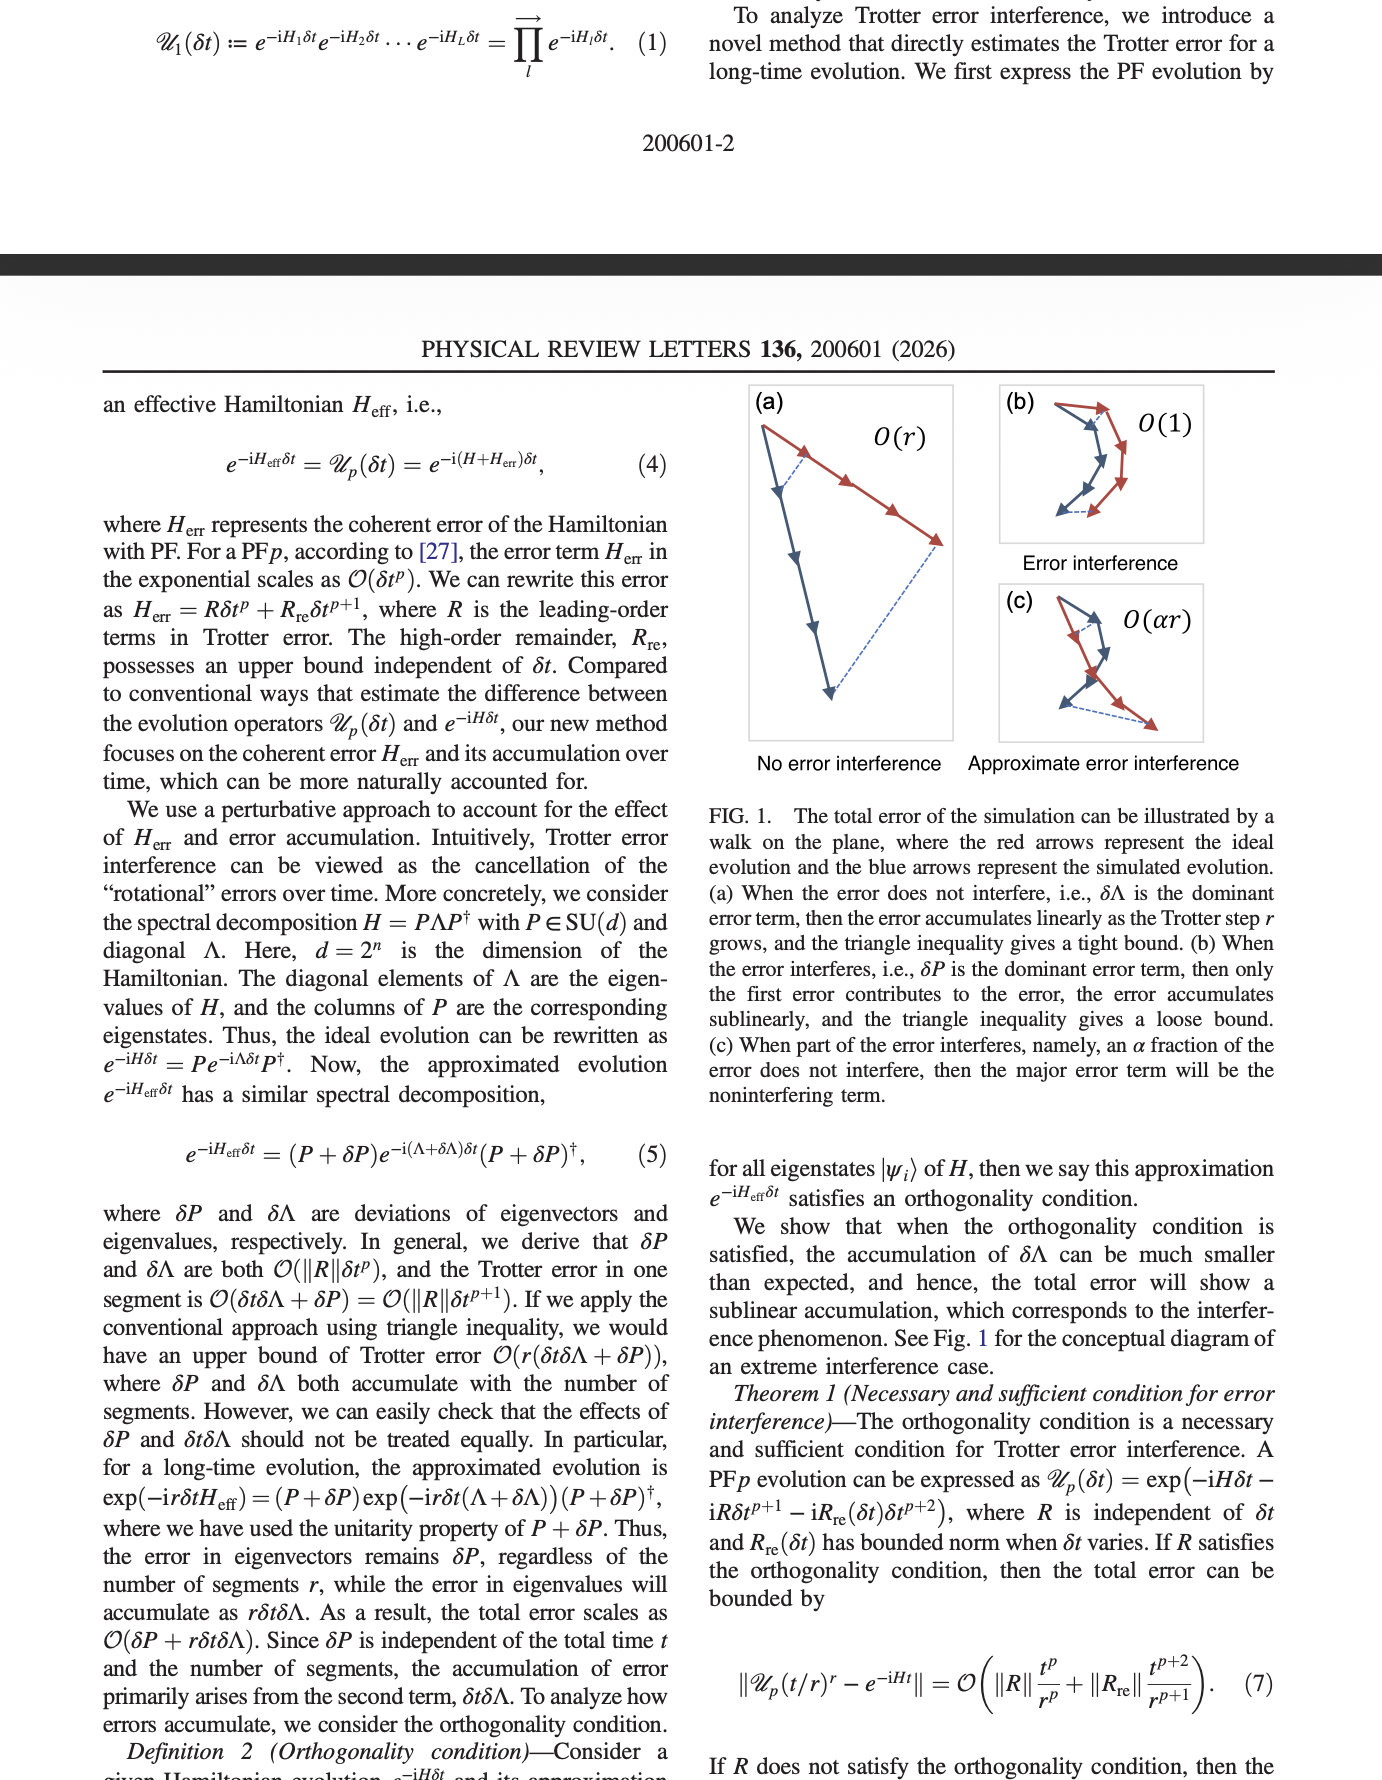 𝒰₁(δt) ≔ e^{−iH₁δt}e^{−iH₂δt} ⋯ e^{−iH_Lδt} = ∏⃗_l e^{−iH_lδt}. (1)
To analyze Trotter error interference, we introduce a
novel method that directly estimates the Trotter error for a
long-time evolution. We first express the PF evolution by
200601-2
PHYSICAL REVIEW LETTERS 136, 200601 (2026)
an effective Hamiltonian H_eff, i.e.,
e^{−iH_effδt} = 𝒰_p(δt) = e^{−i(H+H_err)δt}, (4)
where H_err represents the coherent error of the Hamiltonian
with PF. For a PFp, according to [27], the error term H_err in
the exponential scales as 𝒪(δt^p). We can rewrite this error
as H_err = Rδt^p + R_reδt^{p+1}, where R is the leading-order
terms in Trotter error. The high-order remainder, R_re,
possesses an upper bound independent of δt. Compared
to conventional ways that estimate the difference between
the evolution operators 𝒰_p(δt) and e^{−iHδt}, our new method
focuses on the coherent error H_err and its accumulation over
time, which can be more naturally accounted for.
We use a perturbative approach to account for the effect
of H_err and error accumulation. Intuitively, Trotter error
interference can be viewed as the cancellation of the
“rotational” errors over time. More concretely, we consider
the spectral decomposition H = PΛP† with P ∈ SU(d) and
diagonal Λ. Here, d = 2^n is the dimension of the
Hamiltonian. The diagonal elements of Λ are the eigen-
values of H, and the columns of P are the corresponding
eigenstates. Thus, the ideal evolution can be rewritten as
e^{−iHδt} = Pe^{−iΛδt}P†. Now, the approximated evolution
e^{−iH_effδt} has a similar spectral decomposition,
e^{−iH_effδt} = (P + δP)e^{−i(Λ+δΛ)δt}(P + δP)†, (5)
where δP and δΛ are deviations of eigenvectors and
eigenvalues, respectively. In general, we derive that δP
and δΛ are both 𝒪(‖R‖δt^p), and the Trotter error in one
segment is 𝒪(δtδΛ + δP) = 𝒪(‖R‖δt^{p+1}). If we apply the
conventional approach using triangle inequality, we would
have an upper bound of Trotter error 𝒪(r(δtδΛ + δP)),
where δP and δΛ both accumulate with the number of
segments. However, we can easily check that the effects of
δP and δtδΛ should not be treated equally. In particular,
for a long-time evolution, the approximated evolution is
exp(−irδtH_eff) = (P + δP) exp(−irδt(Λ + δΛ))(P + δP)†,
where we have used the unitarity property of P + δP. Thus,
the error in eigenvectors remains δP, regardless of the
number of segments r, while the error in eigenvalues will
accumulate as rδtδΛ. As a result, the total error scales as
𝒪(δP + rδtδΛ). Since δP is independent of the total time t
and the number of segments, the accumulation of error
primarily arises from the second term, δtδΛ. To analyze how
errors accumulate, we consider the orthogonality condition.
Definition 2 (Orthogonality condition)—Consider a
(a)
O(r)
No error interference
(b)
O(1)
Error interference
(c)
O(αr)
Approximate error interference
FIG. 1. The total error of the simulation can be illustrated by a
walk on the plane, where the red arrows represent the ideal
evolution and the blue arrows represent the simulated evolution.
(a) When the error does not interfere, i.e., δΛ is the dominant
error term, then the error accumulates linearly as the Trotter step r
grows, and the triangle inequality gives a tight bound. (b) When
the error interferes, i.e., δP is the dominant error term, then only
the first error contributes to the error, the error accumulates
sublinearly, and the triangle inequality gives a loose bound.
(c) When part of the error interferes, namely, an α fraction of the
error does not interfere, then the major error term will be the
noninterfering term.
for all eigenstates |ψ_i⟩ of H, then we say this approximation
e^{−iH_effδt} satisfies an orthogonality condition.
We show that when the orthogonality condition is
satisfied, the accumulation of δΛ can be much smaller
than expected, and hence, the total error will show a
sublinear accumulation, which corresponds to the interfer-
ence phenomenon. See Fig. 1 for the conceptual diagram of
an extreme interference case.
Theorem 1 (Necessary and sufficient condition for error
interference)—The orthogonality condition is a necessary
and sufficient condition for Trotter error interference. A
PFp evolution can be expressed as 𝒰_p(δt) = exp(−iHδt −
iRδt^{p+1} − iR_re(δt)δt^{p+2}), where R is independent of δt
and R_re(δt) has bounded norm when δt varies. If R satisfies
the orthogonality condition, then the total error can be
bounded by
‖𝒰_p(t/r)^r − e^{−iHt}‖ = 𝒪(‖R‖ t^p/r^p + ‖R_re‖ t^{p+2}/r^{p+1}). (7)
If R does not satisfy the orthogonality condition, then the